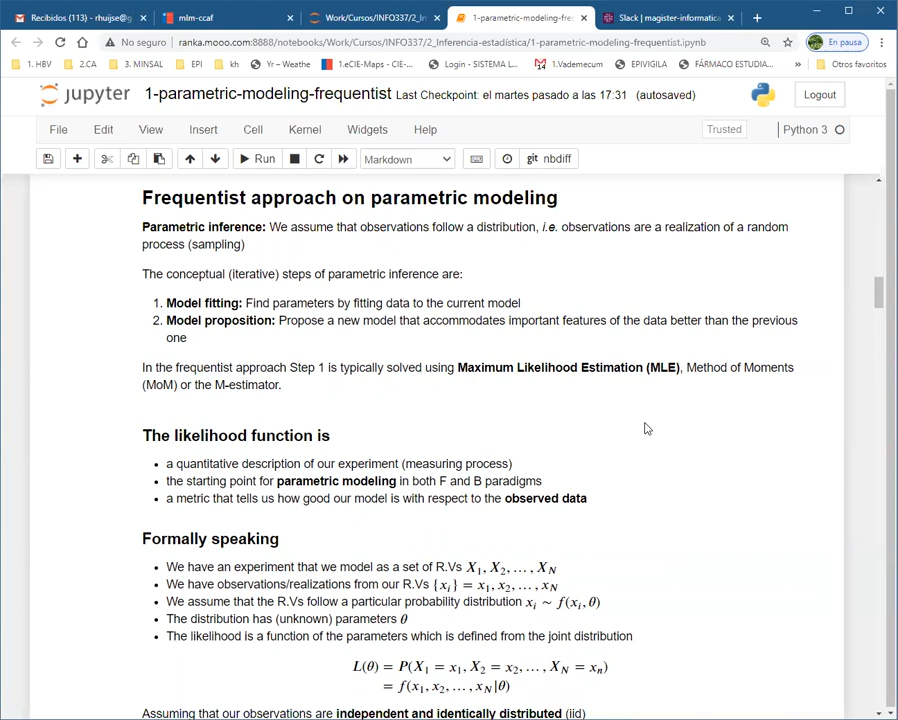 Recibidos (113) - rhuijse@g
mlm-ccaf
Work/Cursos/INFO337/2_In
1-parametric-modeling-fre
Slack | magister-informatica
No seguro | ranka.mooo.com:8888/notebooks/Work/Cursos/INFO337/2_Inferencia-estadística/1-parametric-modeling-frequentist.ipynb
En pausa
1. HBV
2.CA
3. MINSAL
EPI
kh
Yr – Weathe
1.eCIE-Maps - CIE-...
Login - SISTEMA L...
1.Vademecum
EPIVIGILA
FÁRMACO ESTUDIA...
»
Otros favoritos
jupyter 1-parametric-modeling-frequentist Last Checkpoint: el martes pasado a las 17:31 (autosaved)
Logout
File Edit View Insert Cell Kernel Widgets Help
Trusted | Python 3
Run
Markdown
git nbdiff
Frequentist approach on parametric modeling
Parametric inference: We assume that observations follow a distribution, i.e. observations are a realization of a random
process (sampling)
The conceptual (iterative) steps of parametric inference are:
1. Model fitting: Find parameters by fitting data to the current model
2. Model proposition: Propose a new model that accommodates important features of the data better than the previous
one
In the frequentist approach Step 1 is typically solved using Maximum Likelihood Estimation (MLE), Method of Moments
(MoM) or the M-estimator.
The likelihood function is
• a quantitative description of our experiment (measuring process)
• the starting point for parametric modeling in both F and B paradigms
• a metric that tells us how good our model is with respect to the observed data
Formally speaking
• We have an experiment that we model as a set of R.Vs X₁, X₂, …, X_N
• We have observations/realizations from our R.Vs {xᵢ} = x₁, x₂, …, x_N
• We assume that the R.Vs follow a particular probability distribution xᵢ ∼ f(xᵢ, θ)
• The distribution has (unknown) parameters θ
• The likelihood is a function of the parameters which is defined from the joint distribution
L(θ) = P(X₁ = x₁, X₂ = x₂, …, X_N = xₙ)
= f(x₁, x₂, …, x_N|θ)
Assuming that our observations are independent and identically distributed (iid)